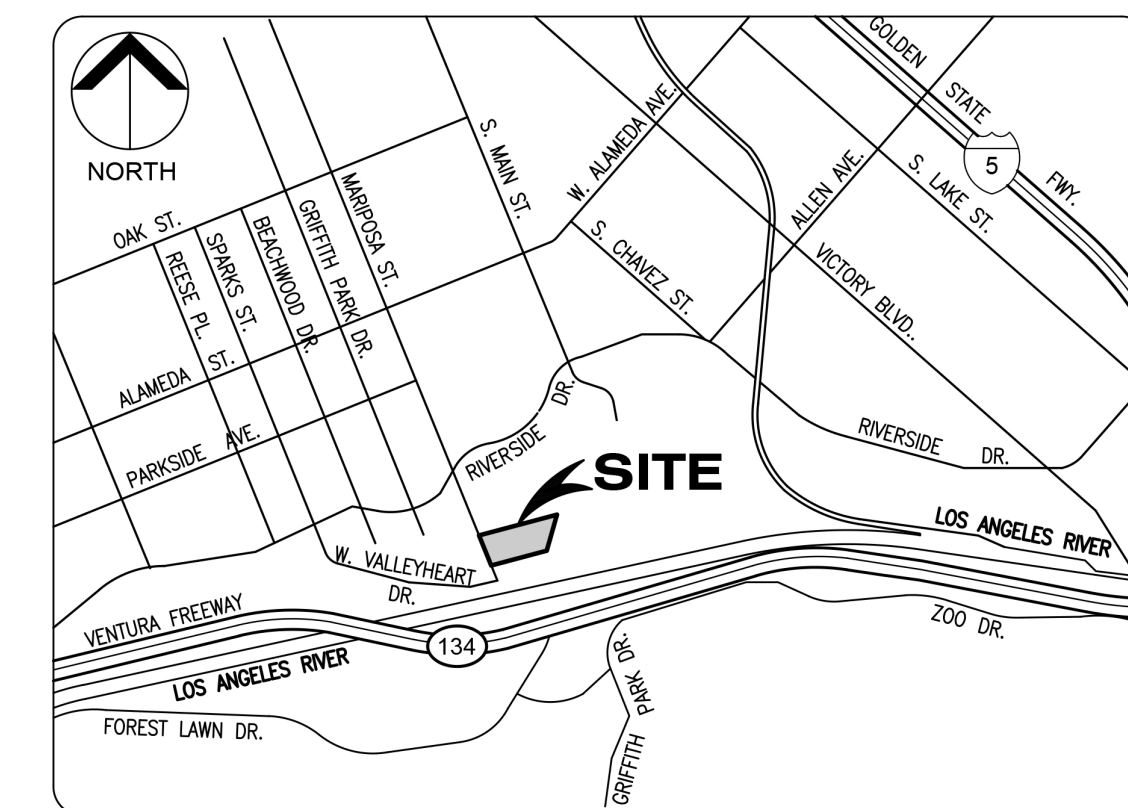 NORTH
OAK ST.
REESE PL.
SPARKS ST.
BEACHWOOD DR.
GRIFFITH PARK DR.
MARIPOSA ST.
S. MAIN ST.
W. ALAMEDA AVE.
S. CHAVEZ ST.
ALLEN AVE.
VICTORY BLVD..
S. LAKE ST.
GOLDEN STATE
5
FWY.
ALAMEDA ST.
PARKSIDE AVE.
RIVERSIDE DR.
RIVERSIDE DR.
SITE
W. VALLEYHEART
DR.
LOS ANGELES RIVER
VENTURA FREEWAY
134
LOS ANGELES RIVER
ZOO DR.
FOREST LAWN DR.
GRIFFITH PARK DR.